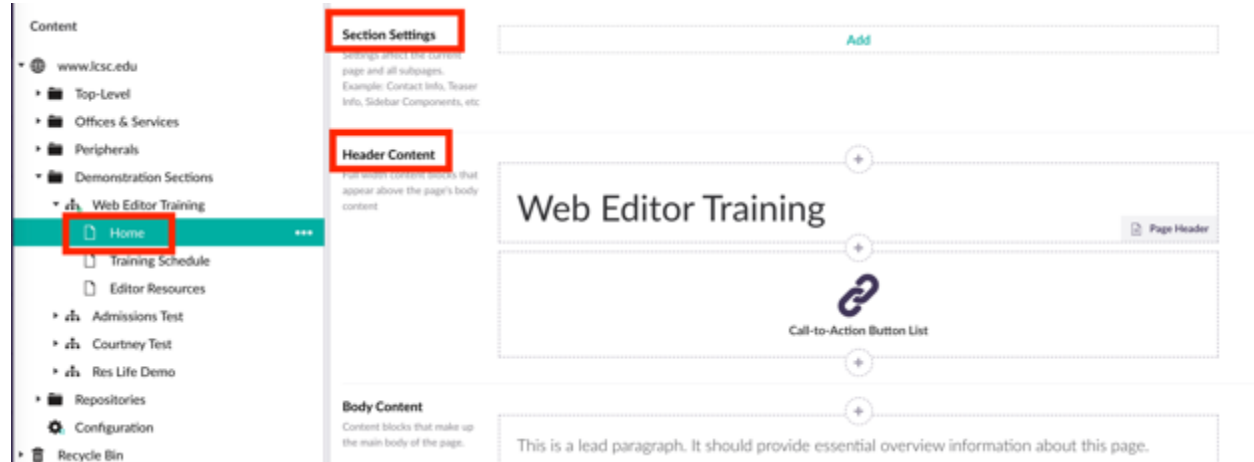 Content
www.lcsc.edu
Top-Level
Offices & Services
Peripherals
Demonstration Sections
Web Editor Training
Home
Training Schedule
Editor Resources
Admissions Test
Courtney Test
Res Life Demo
Repositories
Configuration
Recycle Bin
Section Settings
Settings affect the current
page and all subpages.
Example: Contact Info, Teaser
Info, Sidebar Components, etc
Add
Header Content
Full width content blocks that
appear above the page's body
content
Web Editor Training
Page Header
Call-to-Action Button List
Body Content
Content blocks that make up
the main body of the page.
This is a lead paragraph. It should provide essential overview information about this page.